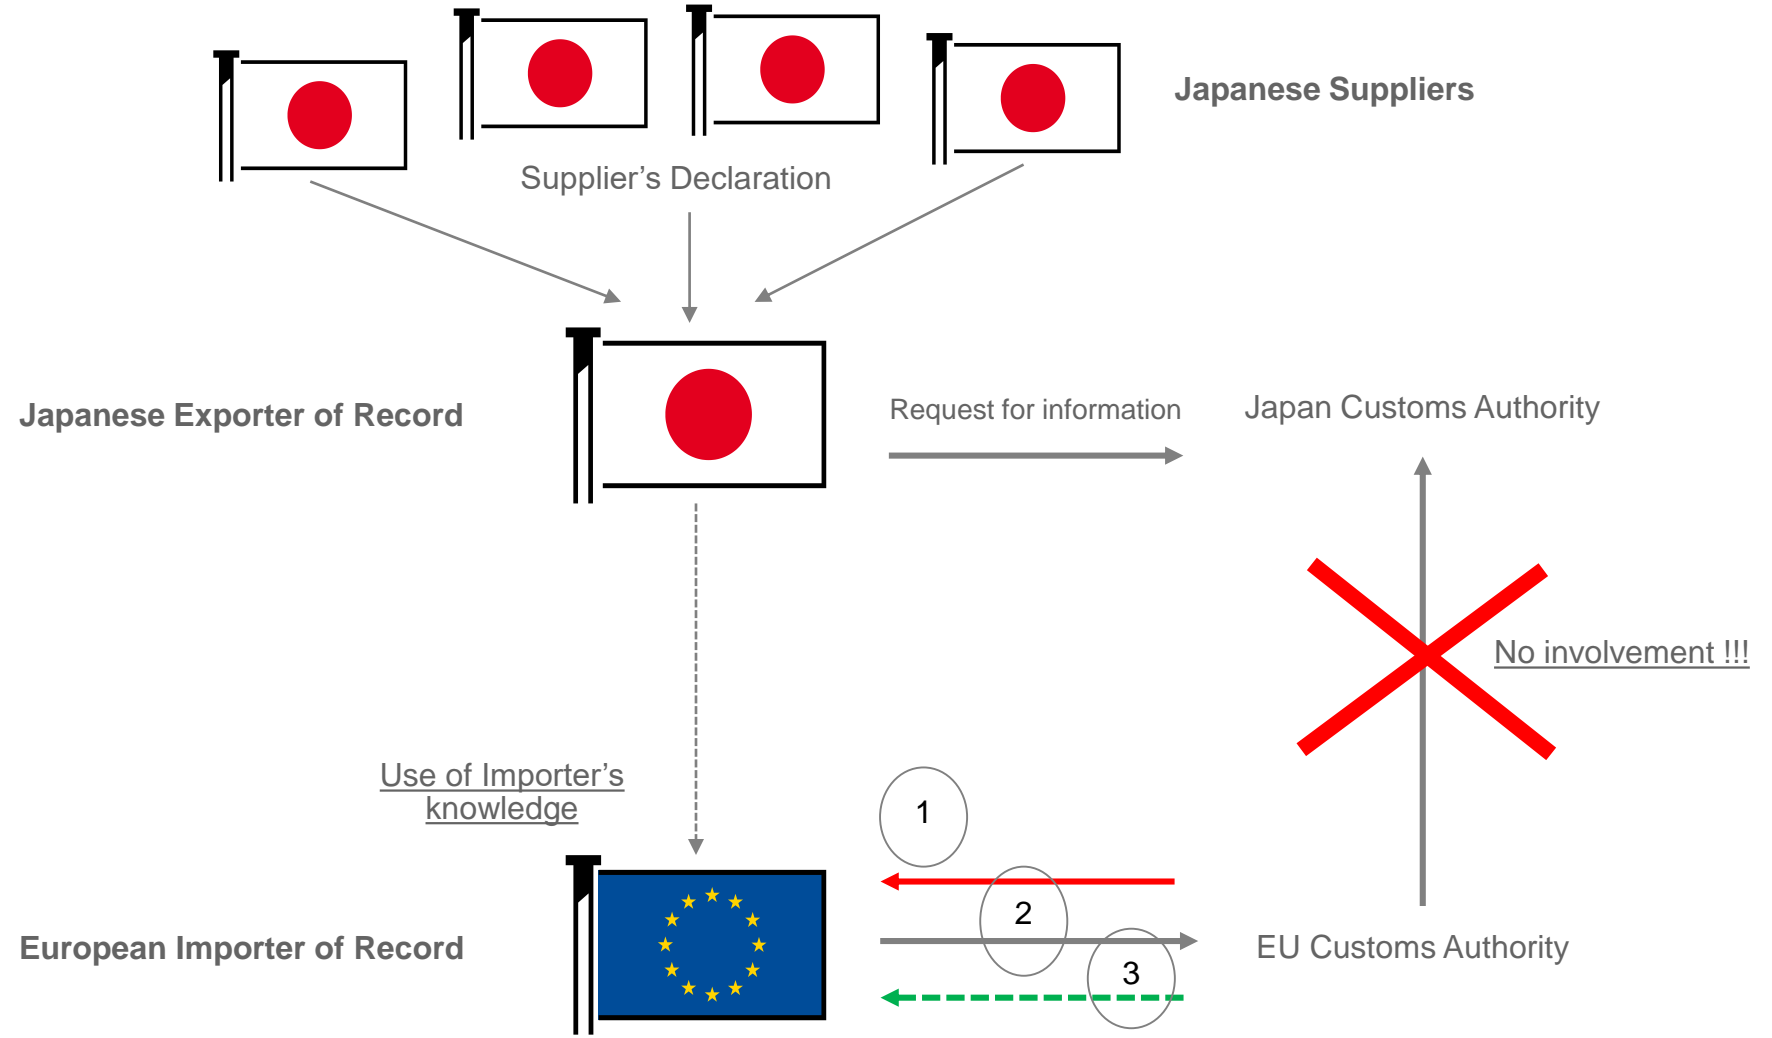 Japanese Suppliers
Supplier’s Declaration
Japanese Exporter of Record
Request for information
Japan Customs Authority
No involvement !!!
Use of Importer’s
knowledge
1
2
3
European Importer of Record
EU Customs Authority